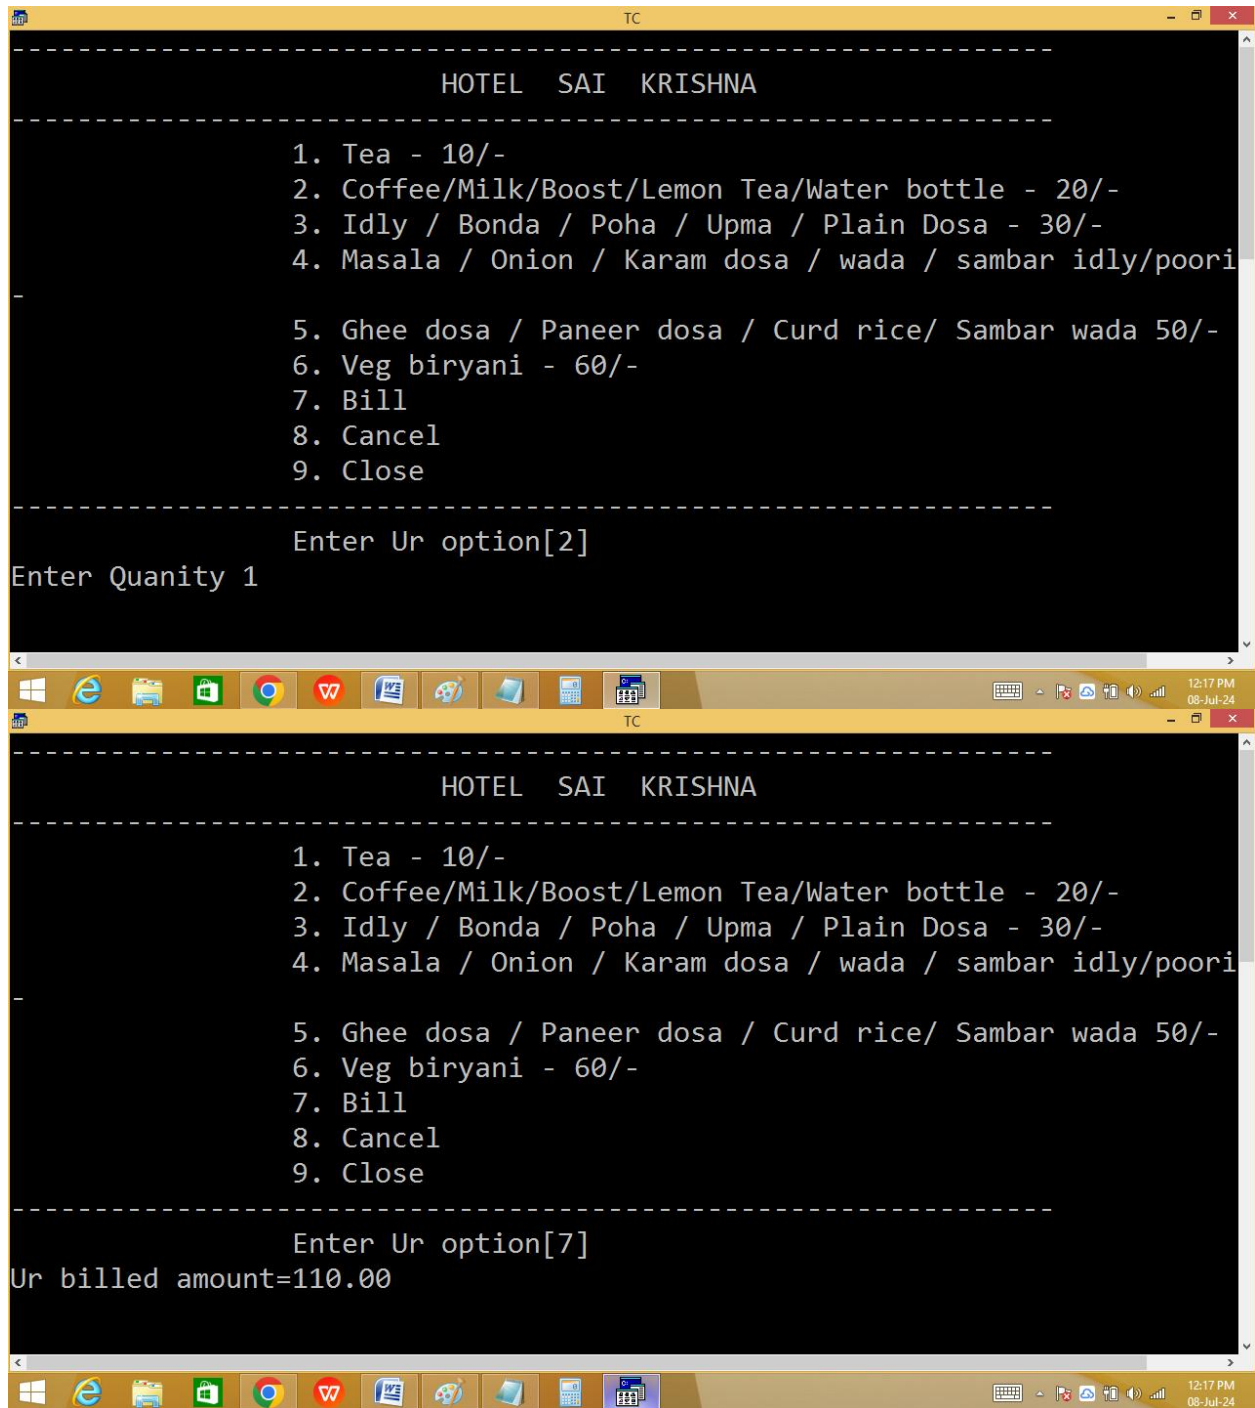 TC
----------------------------------------------------------------
HOTEL SAI KRISHNA
----------------------------------------------------------------
1. Tea - 10/-
2. Coffee/Milk/Boost/Lemon Tea/Water bottle - 20/-
3. Idly / Bonda / Poha / Upma / Plain Dosa - 30/-
4. Masala / Onion / Karam dosa / wada / sambar idly/poori
-
5. Ghee dosa / Paneer dosa / Curd rice/ Sambar wada 50/-
6. Veg biryani - 60/-
7. Bill
8. Cancel
9. Close
----------------------------------------------------------------
Enter Ur option[2]
Enter Quanity 1
12:17 PM
08-Jul-24
TC
----------------------------------------------------------------
HOTEL SAI KRISHNA
----------------------------------------------------------------
1. Tea - 10/-
2. Coffee/Milk/Boost/Lemon Tea/Water bottle - 20/-
3. Idly / Bonda / Poha / Upma / Plain Dosa - 30/-
4. Masala / Onion / Karam dosa / wada / sambar idly/poori
-
5. Ghee dosa / Paneer dosa / Curd rice/ Sambar wada 50/-
6. Veg biryani - 60/-
7. Bill
8. Cancel
9. Close
----------------------------------------------------------------
Enter Ur option[7]
Ur billed amount=110.00
12:17 PM
08-Jul-24